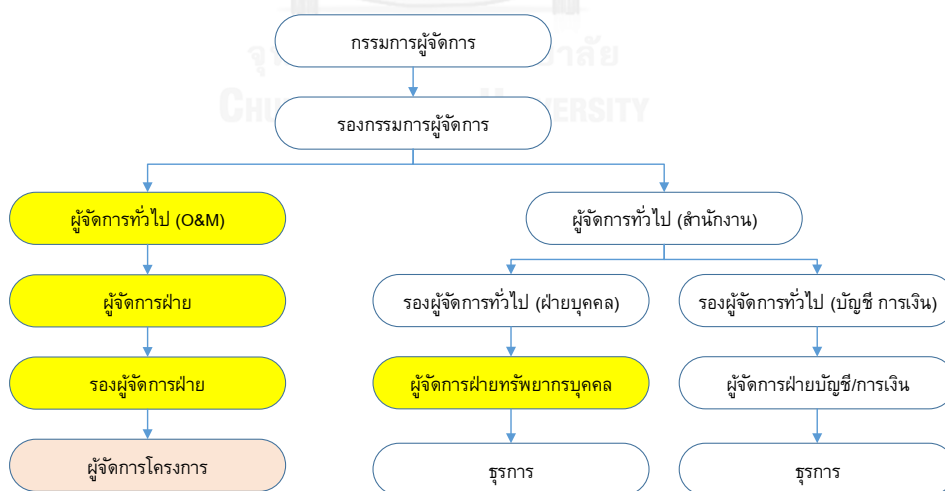 กรรมการผู้จัดการ
รองกรรมการผู้จัดการ
ผู้จัดการทั่วไป (O&M)
ผู้จัดการทั่วไป (สำนักงาน)
ผู้จัดการฝ่าย
รองผู้จัดการทั่วไป (ฝ่ายบุคคล)
รองผู้จัดการทั่วไป (บัญชี การเงิน)
รองผู้จัดการฝ่าย
ผู้จัดการฝ่ายทรัพยากรบุคคล
ผู้จัดการฝ่ายบัญชี/การเงิน
ผู้จัดการโครงการ
ธุรการ
ธุรการ